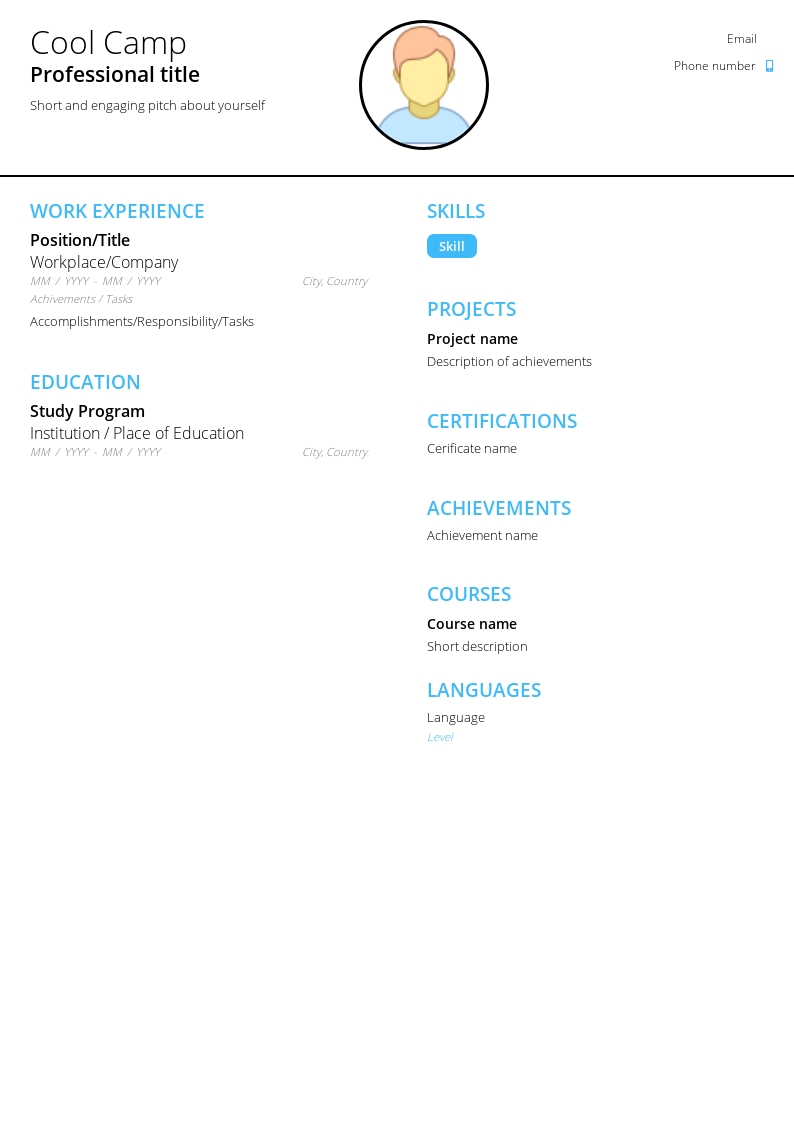 Cool Camp
Professional title
Short and engaging pitch about yourself
Email
Phone number
WORK EXPERIENCE
Position/Title
Workplace/Company
MM / YYYY - MM / YYYY City, Country
Achivements / Tasks
Accomplishments/Responsibility/Tasks
EDUCATION
Study Program
Institution / Place of Education
MM / YYYY - MM / YYYY City, Country
SKILLS
Skill
PROJECTS
Project name
Description of achievements
CERTIFICATIONS
Cerificate name
ACHIEVEMENTS
Achievement name
COURSES
Course name
Short description
LANGUAGES
Language
Level